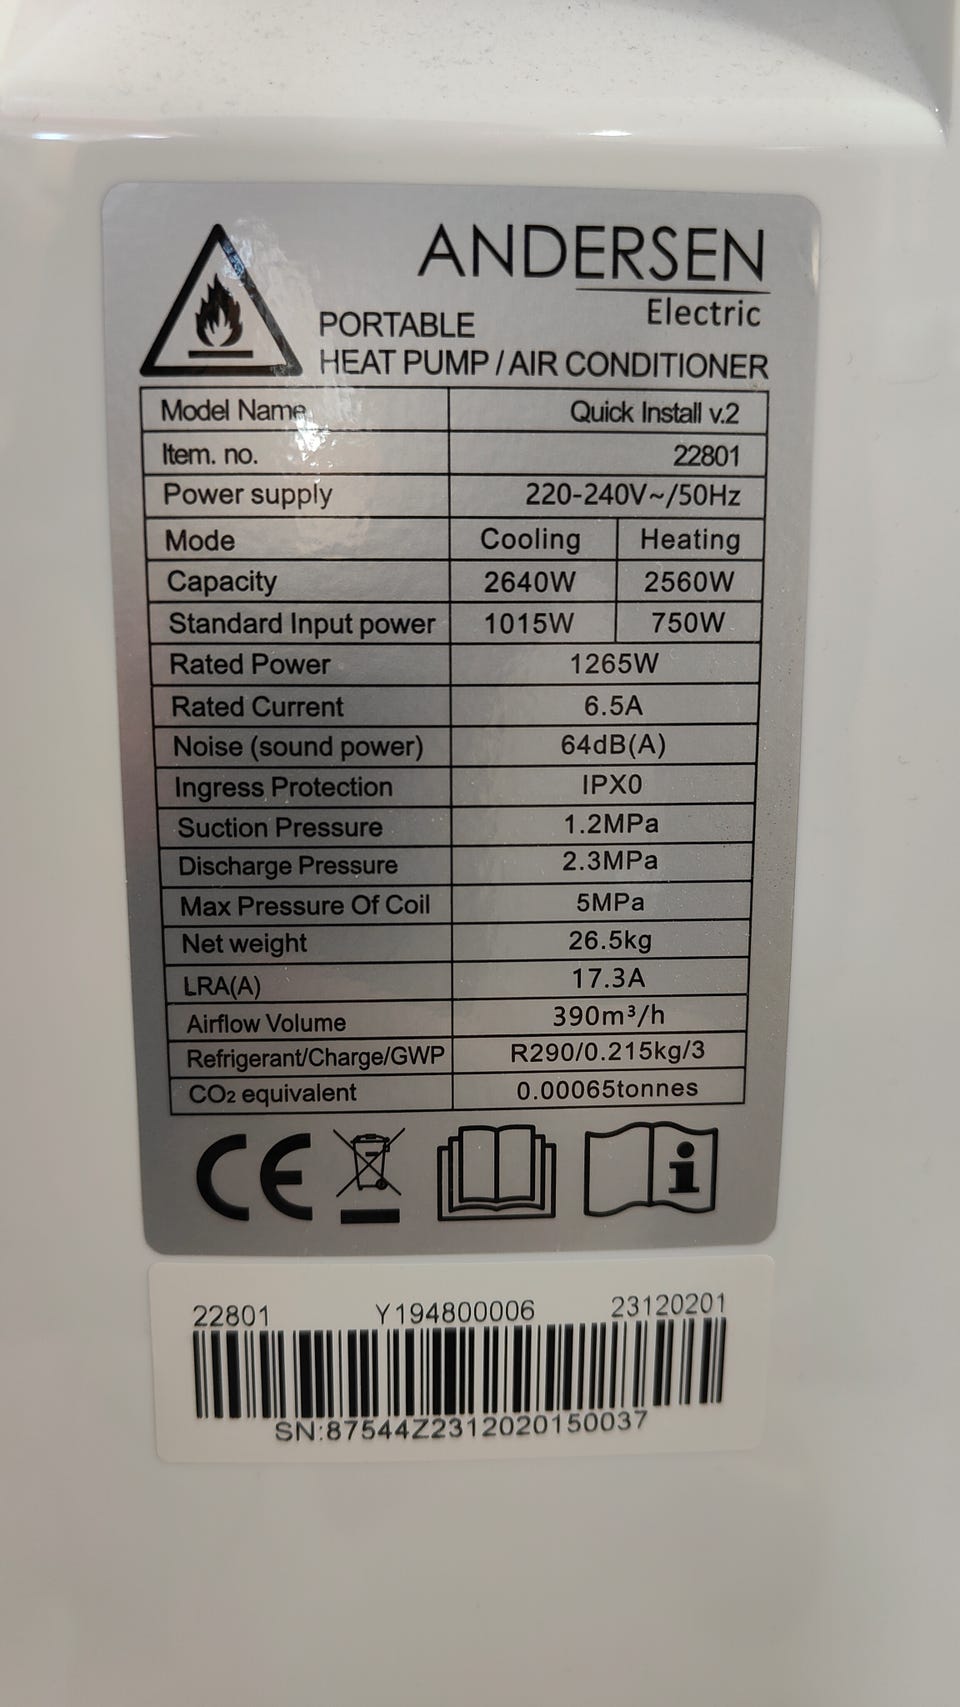 ANDERSEN
Electric
PORTABLE
HEAT PUMP / AIR CONDITIONER
Model Name Quick Install v.2
Item. no. 22801
Power supply 220-240V~/50Hz
Mode Cooling Heating
Capacity 2640W 2560W
Standard Input power 1015W 750W
Rated Power 1265W
Rated Current 6.5A
Noise (sound power) 64dB(A)
Ingress Protection IPX0
Suction Pressure 1.2MPa
Discharge Pressure 2.3MPa
Max Pressure Of Coil 5MPa
Net weight 26.5kg
LRA(A) 17.3A
Airflow Volume 390m³/h
Refrigerant/Charge/GWP R290/0.215kg/3
CO₂ equivalent 0.00065tonnes
CE
22801 Y194800006 23120201
SN:87544Z2312020150037